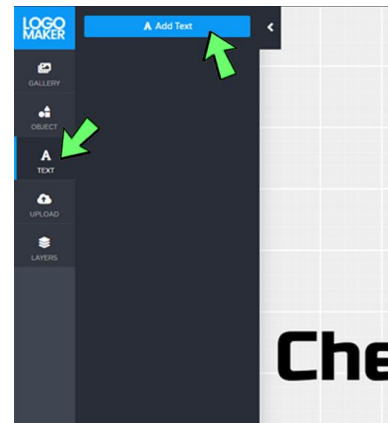 LOGO
MAKER
Add Text
GALLERY
OBJECT
TEXT
UPLOAD
LAYERS
Che